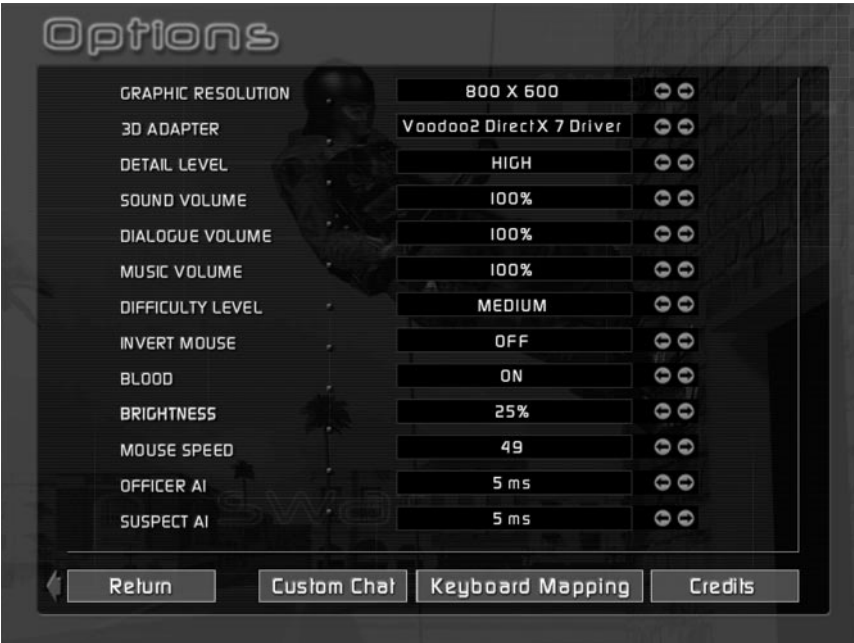 Options
GRAPHIC RESOLUTION 800 X 600
3D ADAPTER Voodoo2 DirectX 7 Driver
DETAIL LEVEL HIGH
SOUND VOLUME 100%
DIALOGUE VOLUME 100%
MUSIC VOLUME 100%
DIFFICULTY LEVEL MEDIUM
INVERT MOUSE OFF
BLOOD ON
BRIGHTNESS 25%
MOUSE SPEED 49
OFFICER AI 5 ms
SUSPECT AI 5 ms
Return Custom Chat Keyboard Mapping Credits